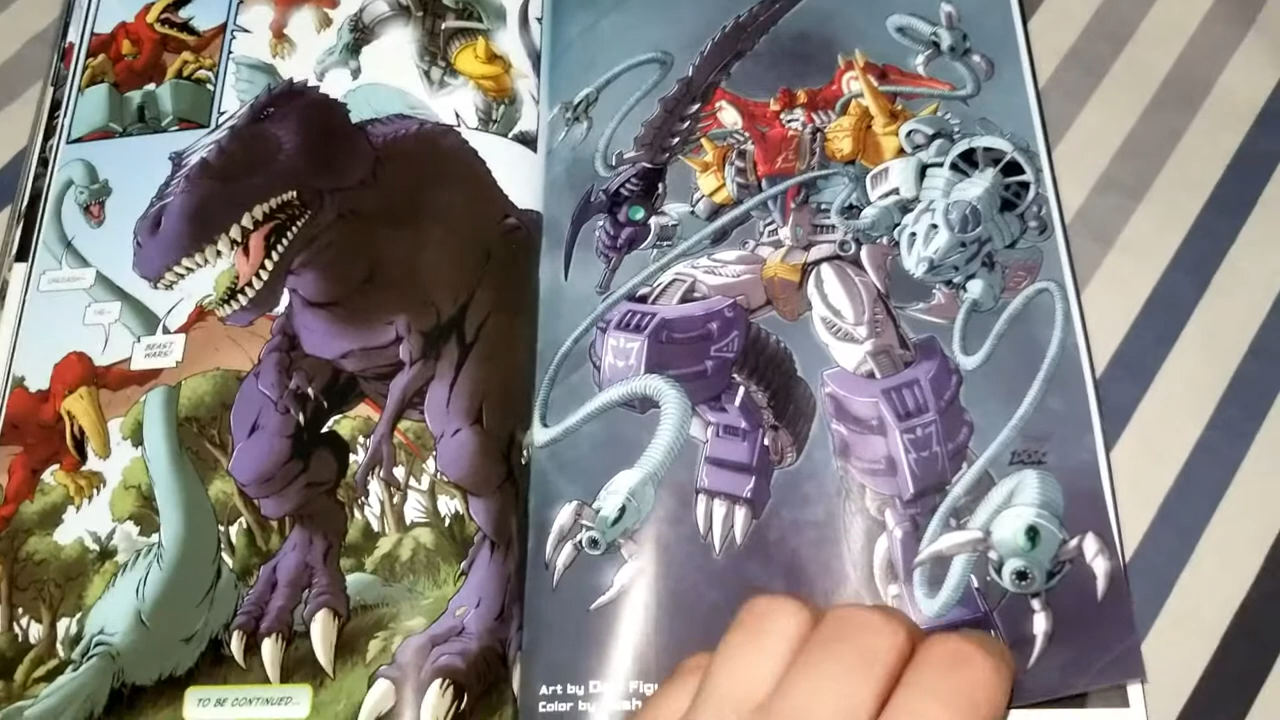 UNLEASH--
THE--
BEAST
WARS!
TO BE CONTINUED...
Art by
Color by